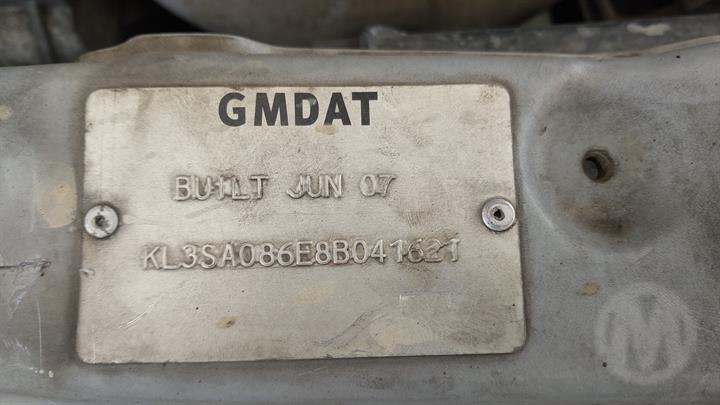 GMDAT
BUILT JUN 07
KL3SA086E8B041621
M